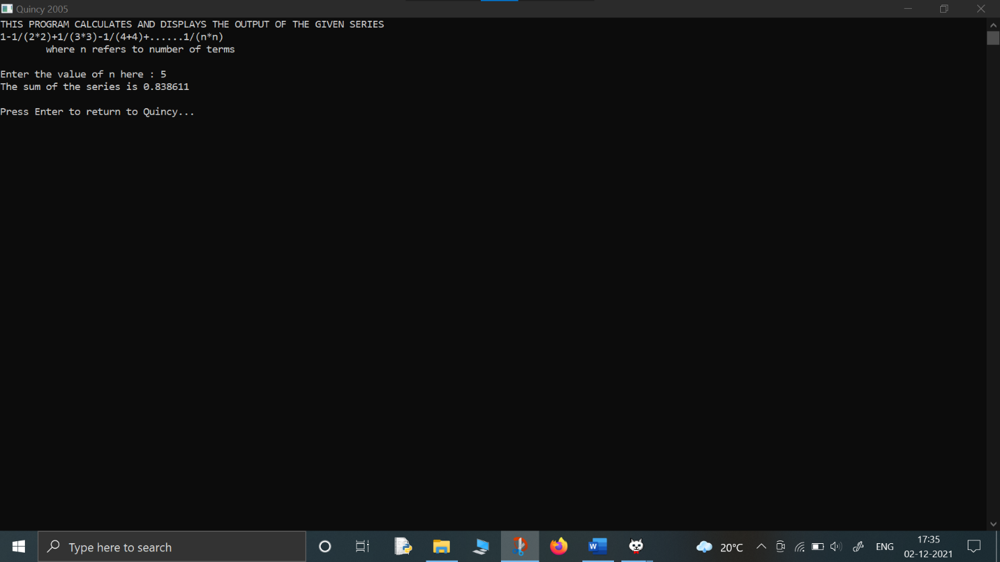 Quincy 2005
THIS PROGRAM CALCULATES AND DISPLAYS THE OUTPUT OF THE GIVEN SERIES
1-1/(2*2)+1/(3*3)-1/(4+4)+......1/(n*n)
where n refers to number of terms
Enter the value of n here : 5
The sum of the series is 0.838611
Press Enter to return to Quincy...
Type here to search
20°C
ENG
17:35
02-12-2021